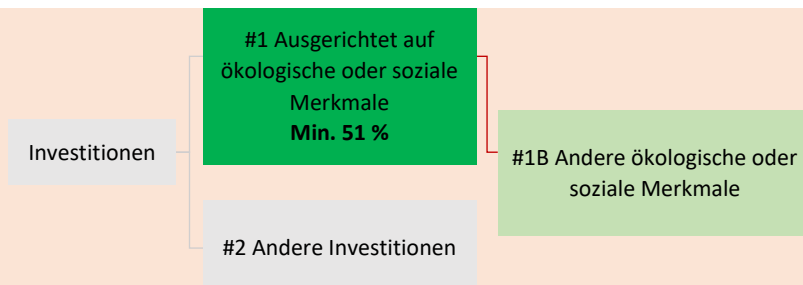 Investitionen
#1 Ausgerichtet auf
ökologische oder soziale
Merkmale
Min. 51 %
#1B Andere ökologische oder
soziale Merkmale
#2 Andere Investitionen